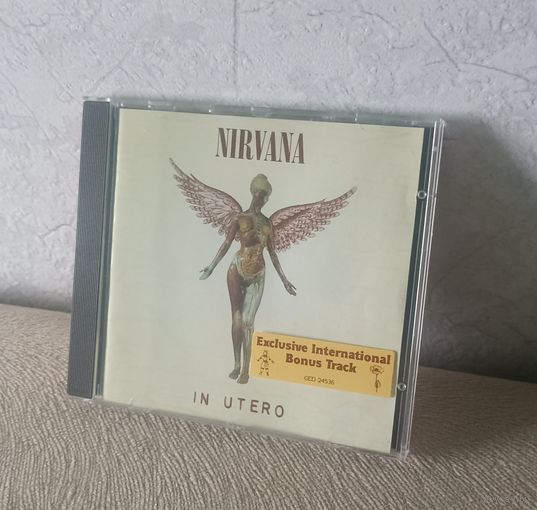 NIRVANA
Exclusive International
Bonus Track
GED 24536
IN UTERO